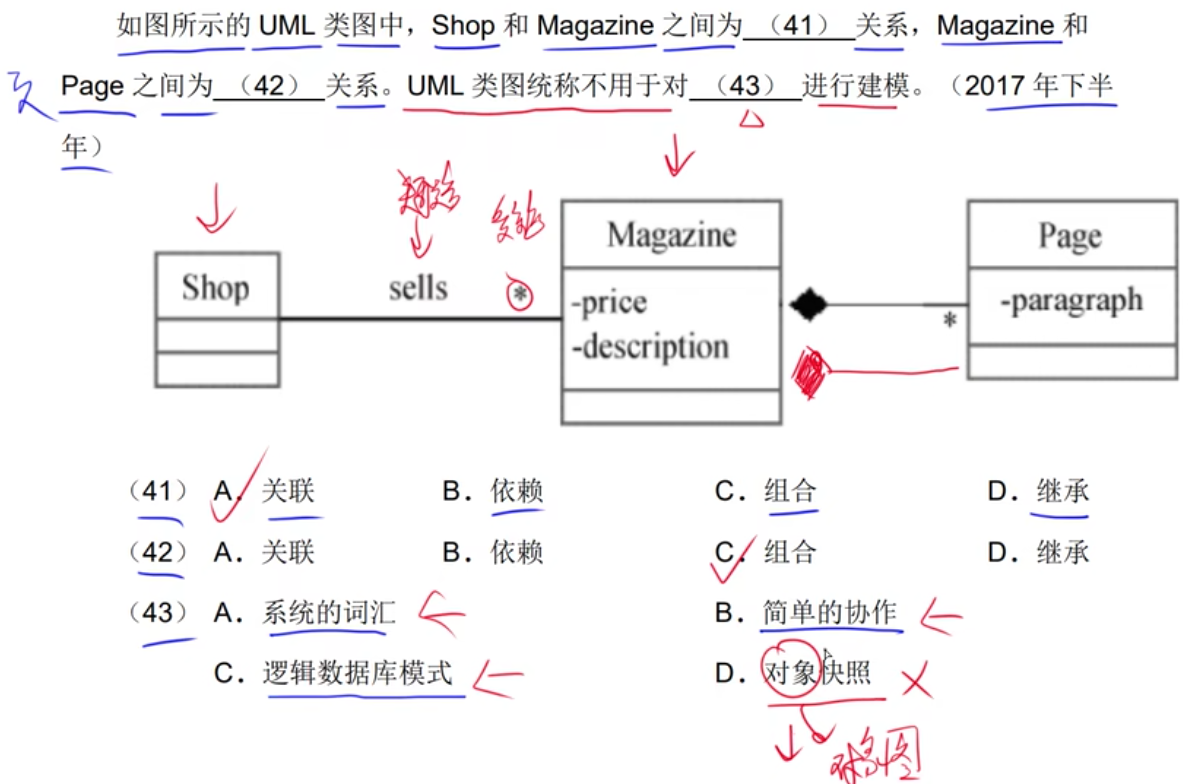 如图所示的 UML 类图中，Shop 和 Magazine 之间为 （41） 关系，Magazine 和
Page 之间为 （42） 关系。UML 类图统称不用于对 （43） 进行建模。（2017 年下半
年）
Shop
sells
*
Magazine
-price
-description
*
Page
-paragraph
（41） A．关联 B．依赖 C．组合 D．继承
（42） A．关联 B．依赖 C．组合 D．继承
（43） A．系统的词汇 B．简单的协作
C．逻辑数据库模式 D．对象快照
对象图